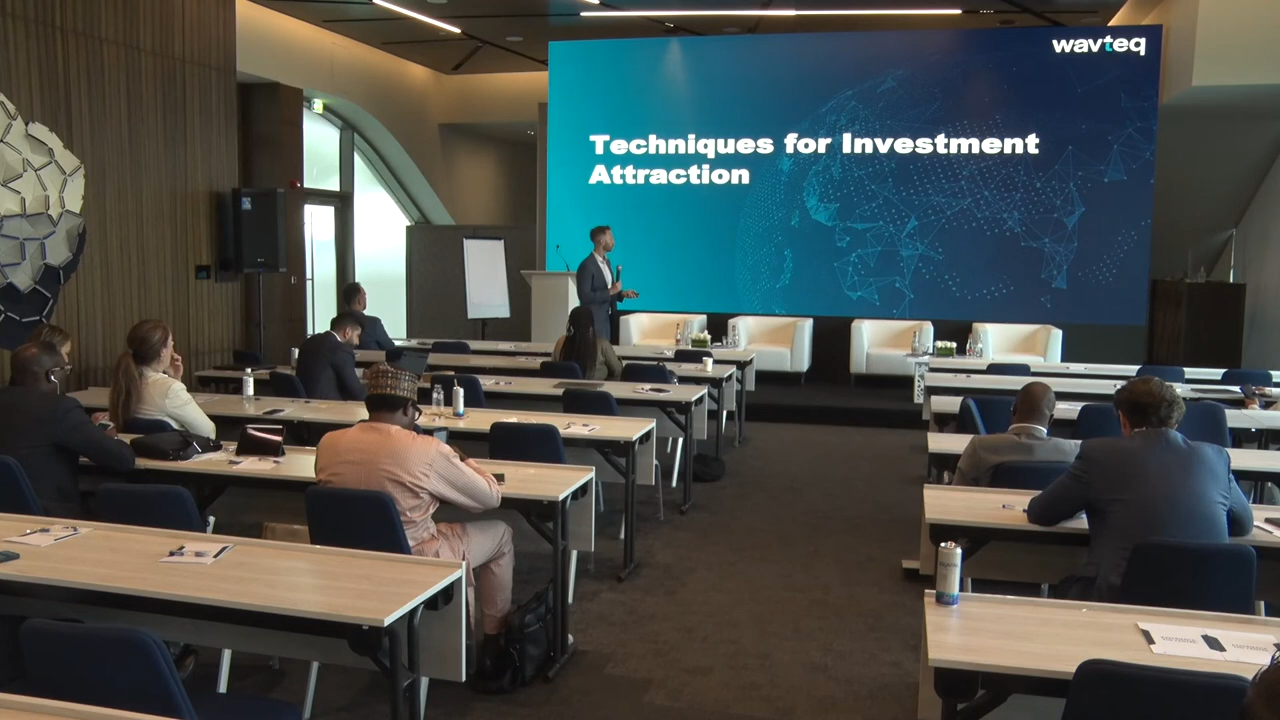 wavteq
Techniques for Investment
Attraction